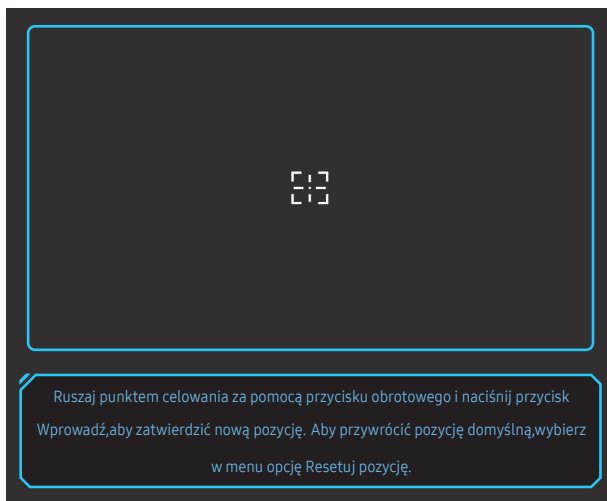 Ruszaj punktem celowania za pomocą przycisku obrotowego i naciśnij przycisk
Wprowadź,aby zatwierdzić nową pozycję. Aby przywrócić pozycję domyślną,wybierz
w menu opcję Resetuj pozycję.